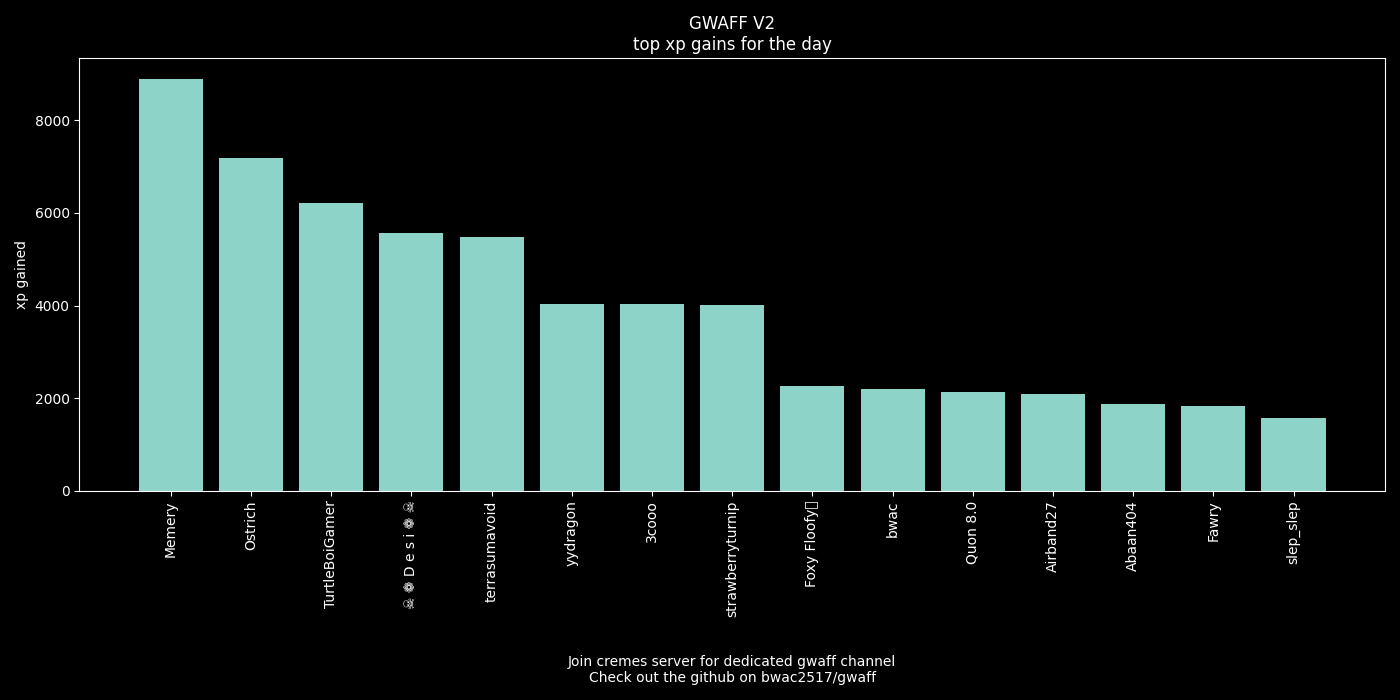 GWAFF V2
top xp gains for the day
xp gained
8000
6000
4000
2000
0
Memery
Ostrich
TurtleBoiGamer
☠ ❁ D e s i ❁ ☠
terrasumavoid
yydragon
3cooo
strawberryturnip
Foxy Floofy▯
bwac
Quon 8.0
Airband27
Abaan404
Fawry
slep_slep
Join cremes server for dedicated gwaff channel
Check out the github on bwac2517/gwaff